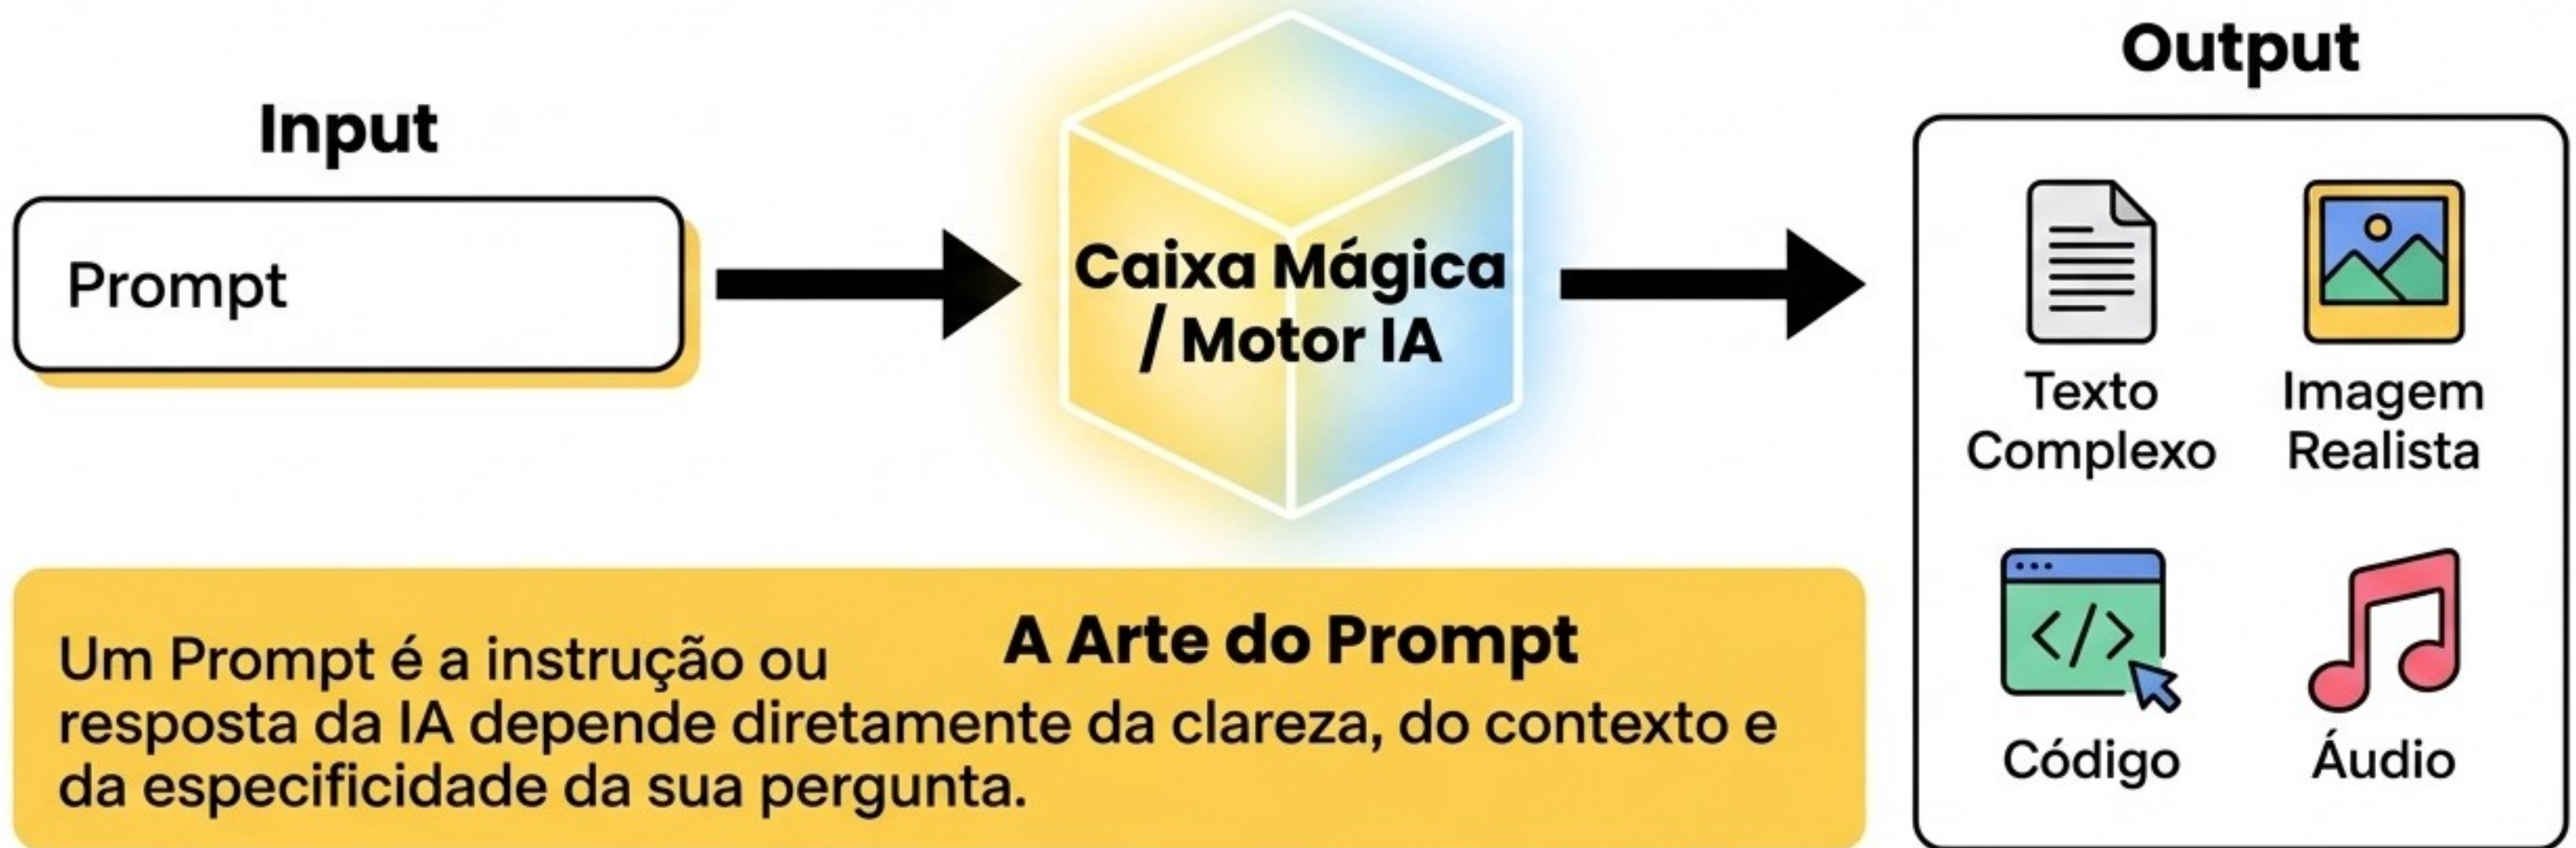 Input
Prompt
Caixa Mágica
/ Motor IA
Output
Texto
Complexo
Imagem
Realista
</>
Código
Áudio
A Arte do Prompt
Um Prompt é a instrução ou
resposta da IA depende diretamente da clareza, do contexto e
da especificidade da sua pergunta.